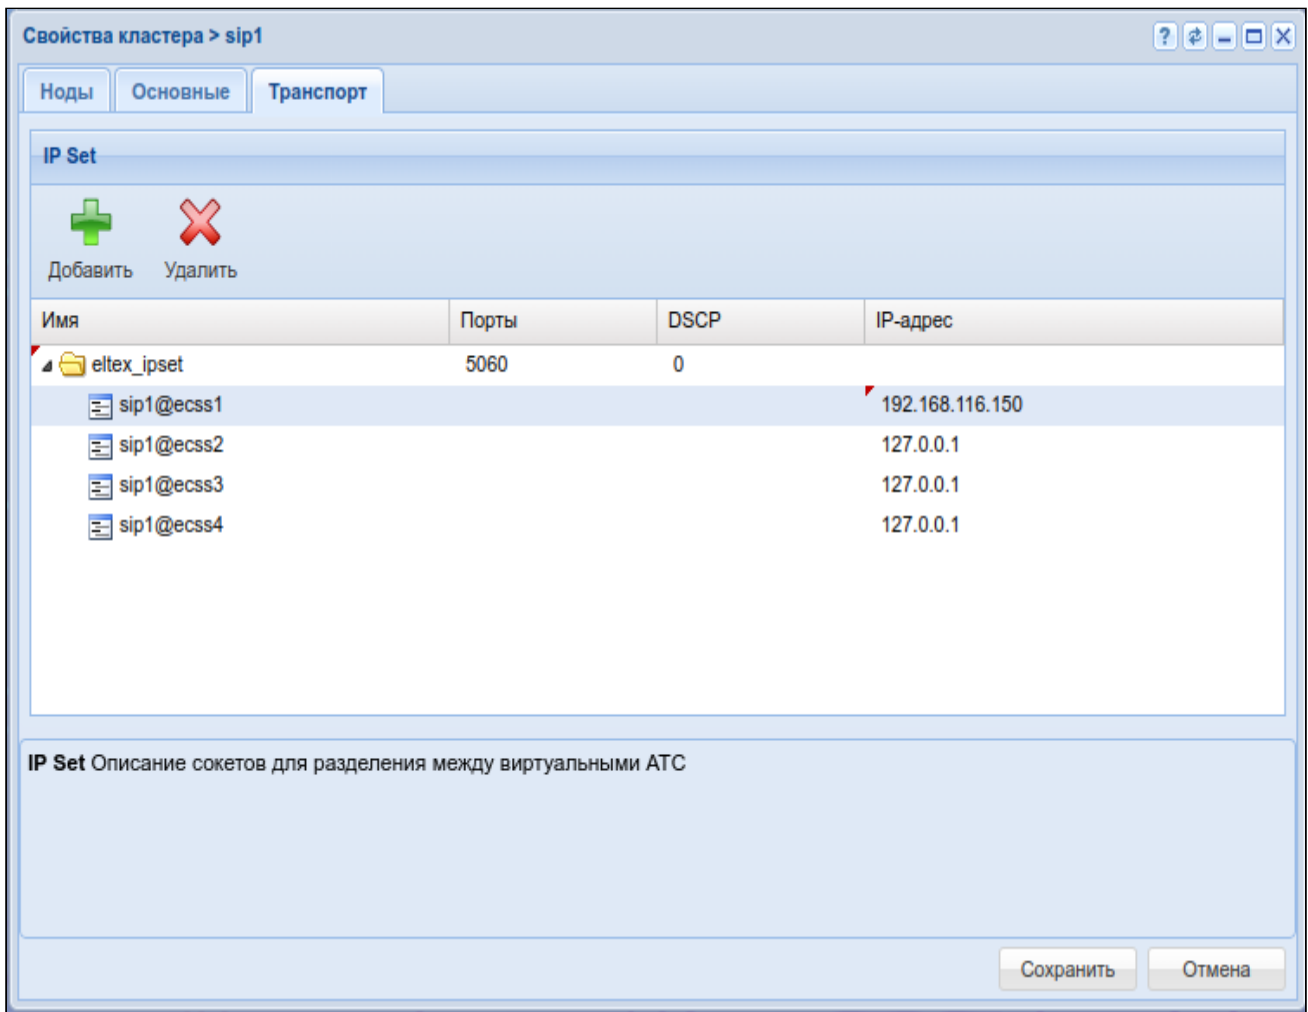 Свойства кластера > sip1
Ноды Основные Транспорт
IP Set
Добавить Удалить
Имя Порты DSCP IP-адрес
eltex_ipset 5060 0
sip1@ecss1 192.168.116.150
sip1@ecss2 127.0.0.1
sip1@ecss3 127.0.0.1
sip1@ecss4 127.0.0.1
IP Set Описание сокетов для разделения между виртуальными АТС
Сохранить Отмена